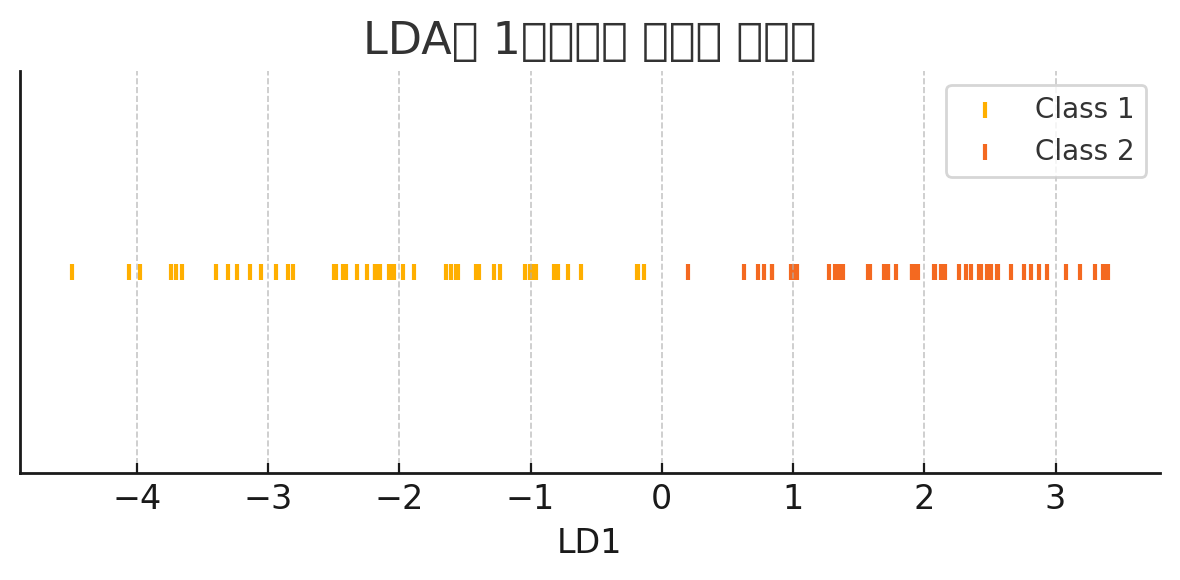 LDA□ 1□□□□ □□□ □□□
Class 1
Class 2
−4 −3 −2 −1 0 1 2 3
LD1